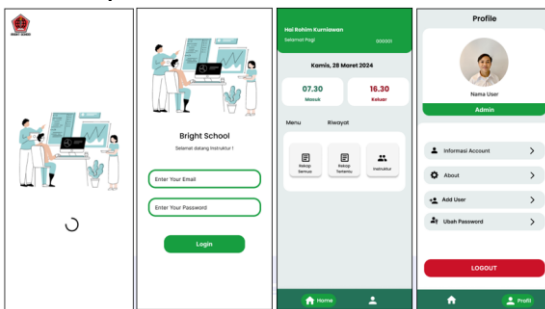 Bright School
Selamat datang Instruktur !
Enter Your Email
Enter Your Password
Login
Hai Rohim Kurniawan
Selamat Pagi
Kamis, 28 Maret 2024
07.30
Masuk
16.30
Keluar
Menu
Riwayat
Rekap Semua
Rekap Tertentu
Instruktur
Home
Profile
Nama User
Admin
Informasi Account
About
Add User
Ubah Password
LOGOUT
Profil